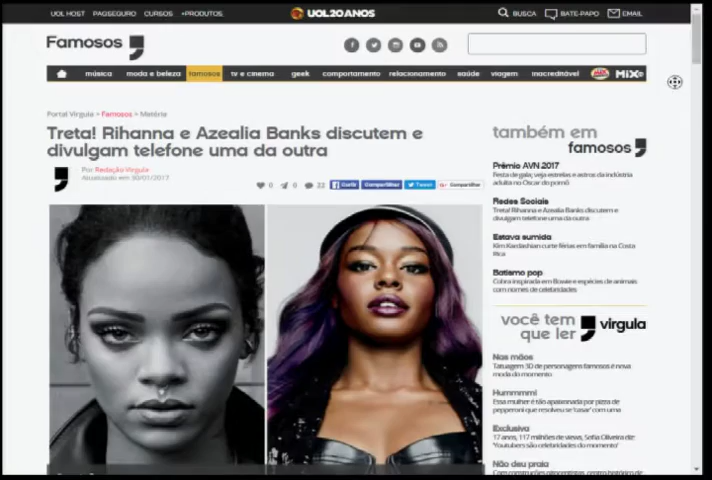 UOL HOST PAGSEGURO CURSOS +PRODUTOS UOL 20 ANOS BUSCA BATE-PAPO EMAIL
Famosos
música moda e beleza famosos tv e cinema geek comportamento relacionamento saúde viagem inacreditável MIX
Portal Virgula > Famosos > Matéria
Treta! Rihanna e Azealia Banks discutem e
divulgam telefone uma da outra
Por Redação Virgula
Atualizado em 30/01/2017
0 0 22 Curtir Compartilhar Tweet G+ Compartilhar
também em
famosos
Prêmio AVN 2017
Festa de gala; veja estrelas e astros da indústria
adulta no Oscar do pornô
Redes Sociais
Treta! Rihanna e Azealia Banks discutem e
divulgam telefone uma da outra
Estava sumida
Kim Kardashian curte férias em família na Costa
Rica
Batismo pop
Cobra inspirada em Bowie e espécies de animais
com nomes de celebridades
você tem
que ler virgula
Nas mãos
Tatuagem 3D de personagens famosos é nova
moda do momento
Hummmm!
Essa mulher é tão apaixonada por pizza de
pepperoni que resolveu se 'casar' com uma
Exclusiva
17 anos, 117 milhões de views, Sofia Oliveira diz:
'Youtubers são celebridades do momento'
Não deu praia